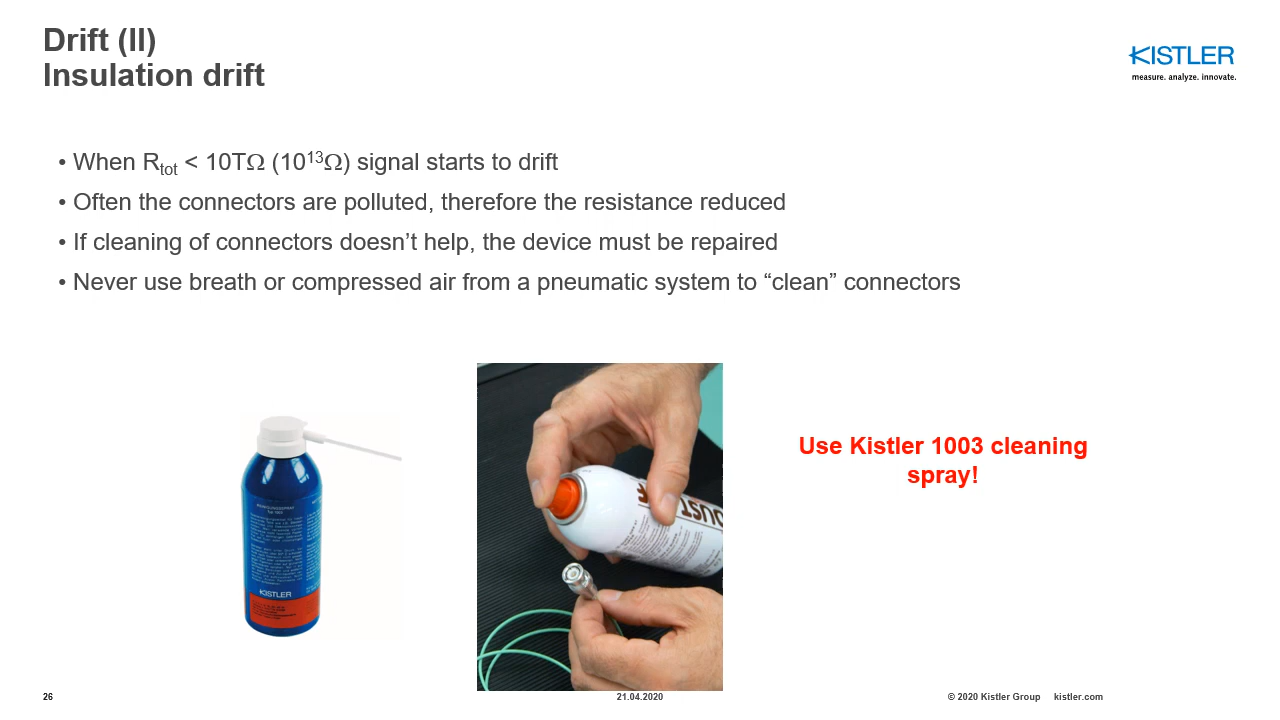 Drift (II)
Insulation drift
KISTLER
measure. analyze. innovate.
• When Rtot < 10TΩ (10¹³Ω) signal starts to drift
• Often the connectors are polluted, therefore the resistance reduced
• If cleaning of connectors doesn’t help, the device must be repaired
• Never use breath or compressed air from a pneumatic system to “clean” connectors
KISTLER
Use Kistler 1003 cleaning
spray!
26
21.04.2020
© 2020 Kistler Group kistler.com